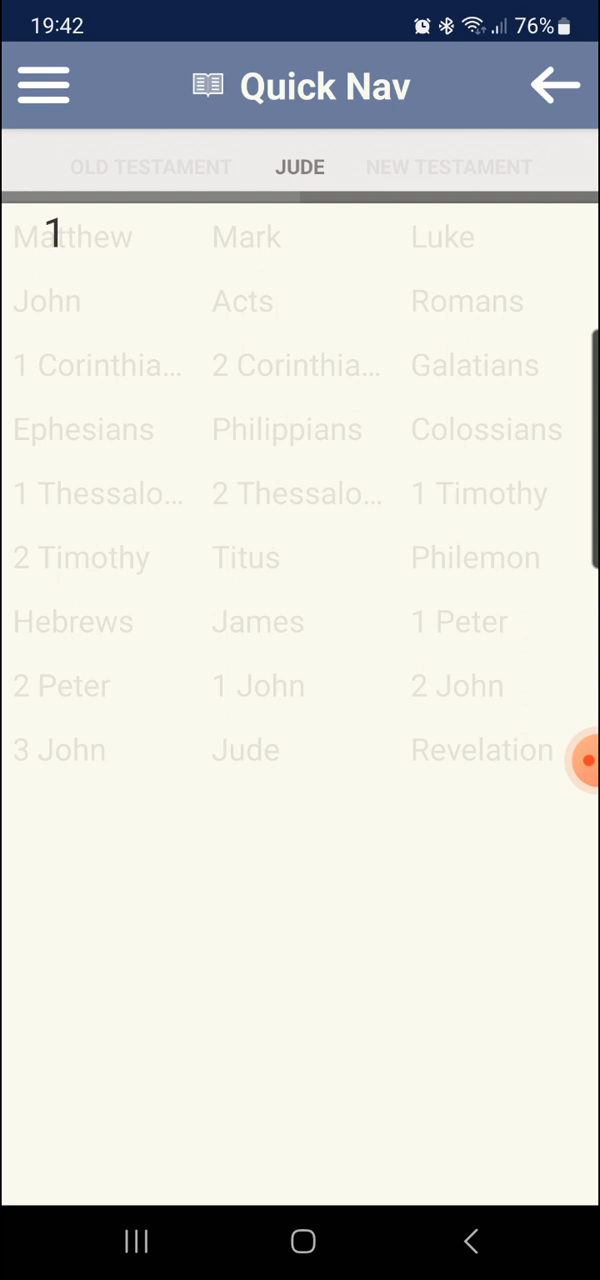 19:42 76%
Quick Nav
OLD TESTAMENT JUDE NEW TESTAMENT
1
Matthew Mark Luke
John Acts Romans
1 Corinthia... 2 Corinthia... Galatians
Ephesians Philippians Colossians
1 Thessalo... 2 Thessalo... 1 Timothy
2 Timothy Titus Philemon
Hebrews James 1 Peter
2 Peter 1 John 2 John
3 John Jude Revelation